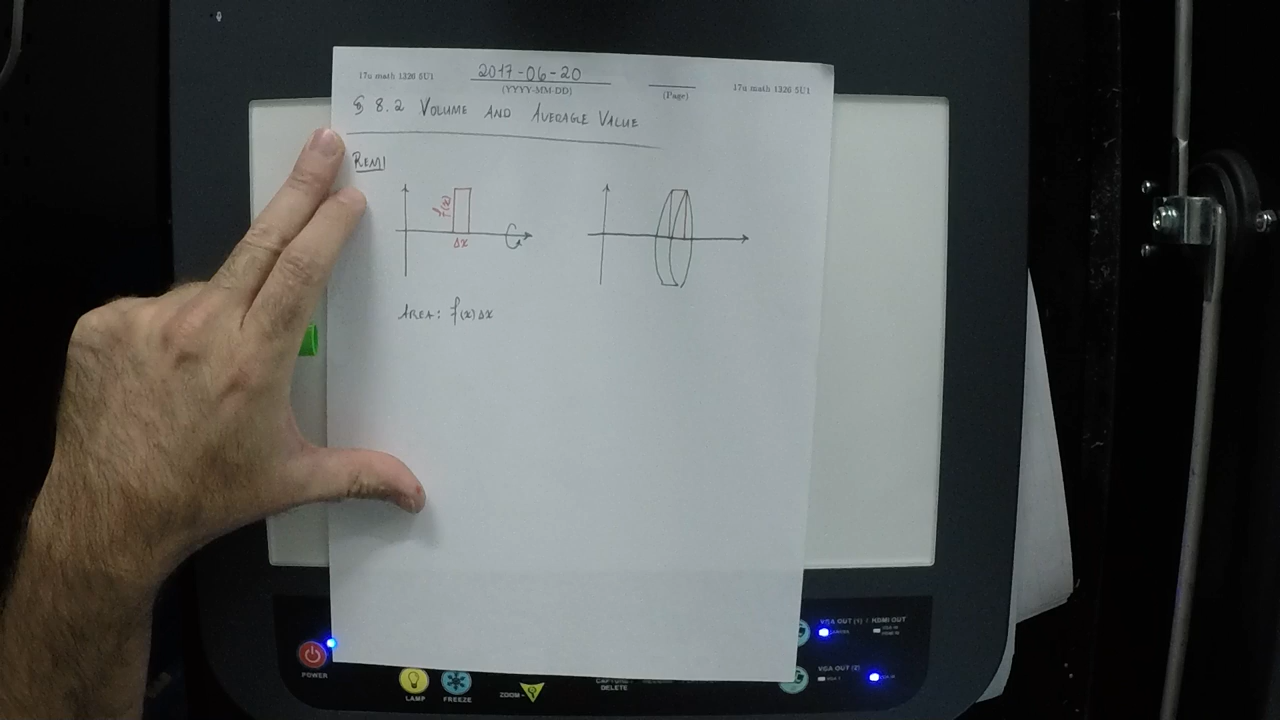 17u math 1326 5U1 2017-06-20 17u math 1326 5U1
(YYYY-MM-DD) (Page)
§ 8.2 VOLUME AND AVERAGE VALUE
REM!
f(x)
Δx
AREA: f(x)Δx
VGA OUT (1) / HDMI OUT
VGA OUT (2)
POWER
LAMP
FREEZE
ZOOM
DELETE